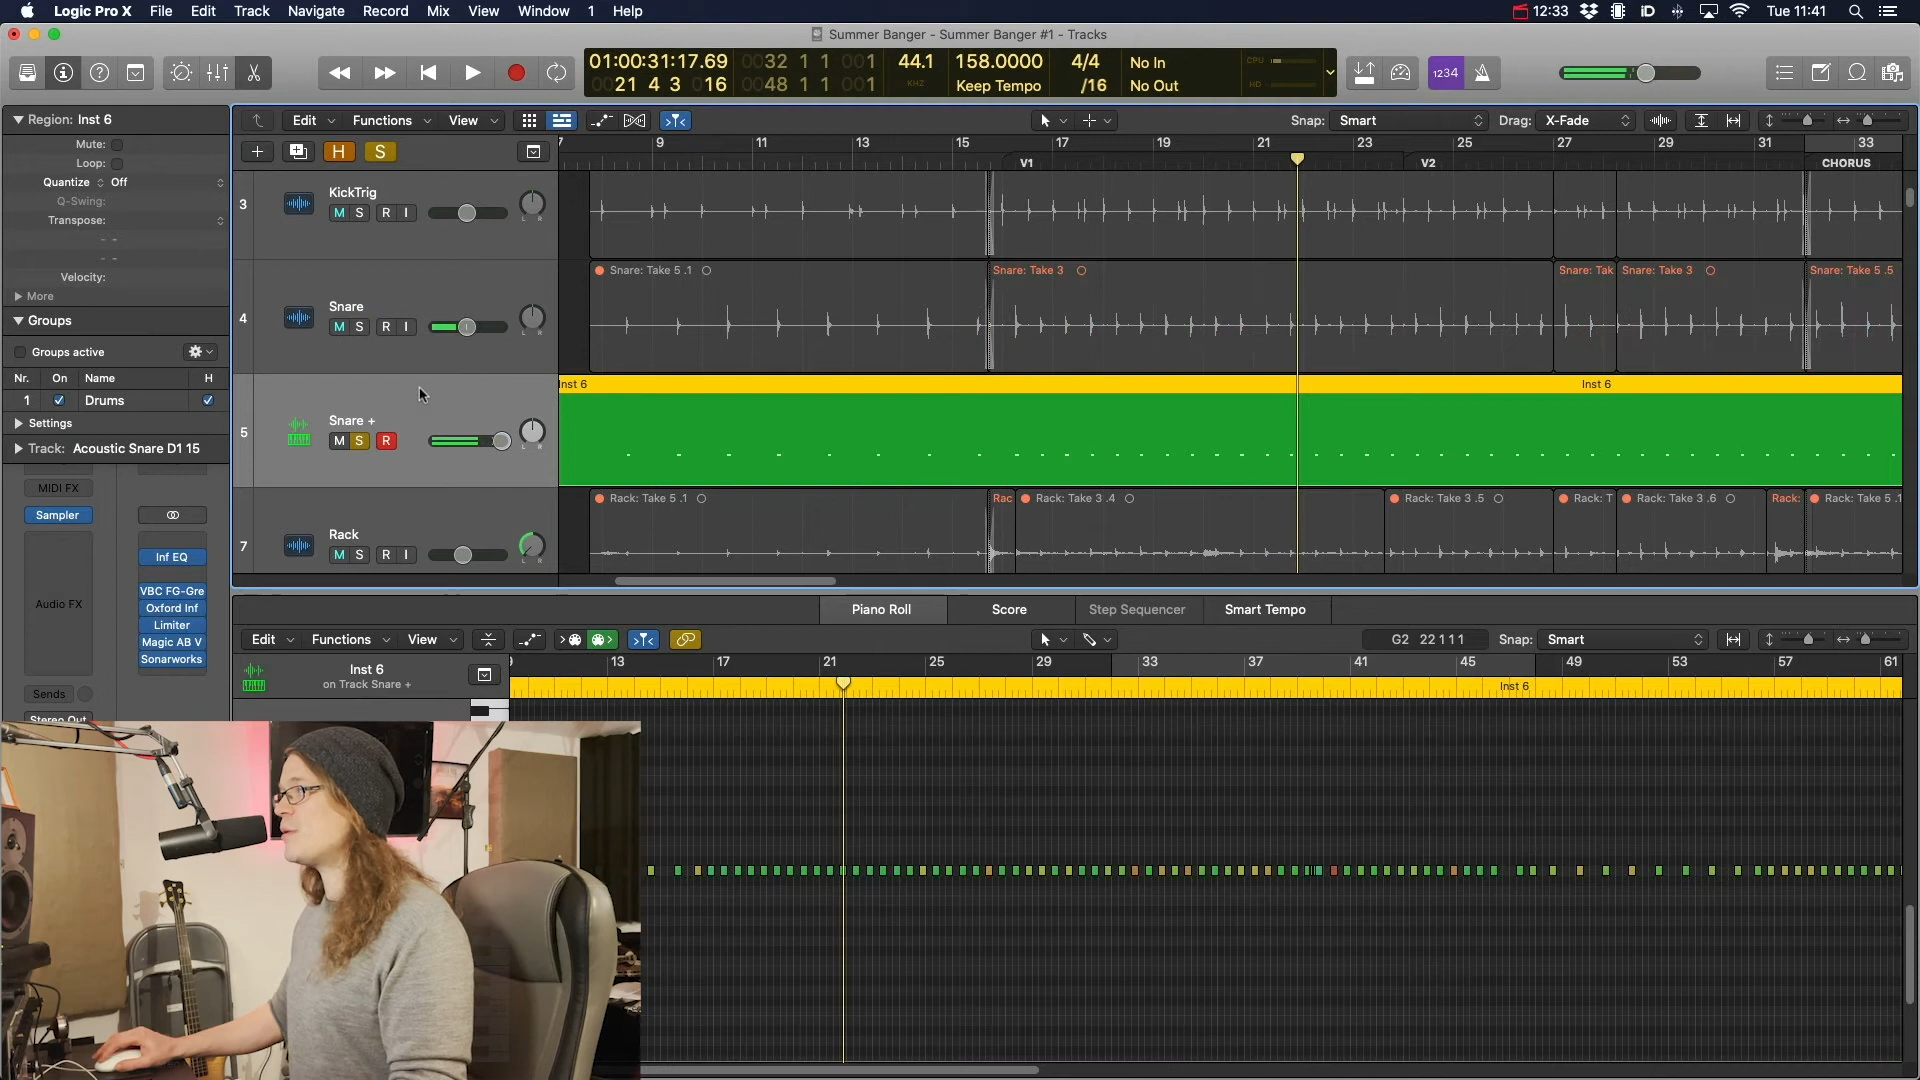 Logic Pro X File Edit Track Navigate Record Mix View Window 1 Help
12:33 iD Tue 11:41
Summer Banger - Summer Banger #1 - Tracks
01:00:31:17.69 0032 1 1 001 44.1 158.0000 4/4 No In CPU
0021 4 3 016 0048 1 1 001 KHZ Keep Tempo /16 No Out HD
1234
Region: Inst 6
Mute:
Loop:
Quantize Off
Q-Swing:
Transpose:
Velocity:
More
Groups
Groups active
Nr. On Name H
1 Drums
Settings
Track: Acoustic Snare D1 15
MIDI FX
Sampler
Audio FX
Sends
Stereo Out
Inf EQ
VBC FG-Gre
Oxford Inf
Limiter
Magic AB V
Sonarworks
Edit Functions View Snap: Smart Drag: X-Fade
H S
7 9 11 13 15 17 19 21 23 25 27 29 31 33
V1 V2 CHORUS
3 KickTrig
M S R I L R
4 Snare
M S R I L R
Snare: Take 5 .1 Snare: Take 3 Snare: Tak Snare: Take 3 Snare: Take 5 .5
5 Snare +
M S R L R
Inst 6 Inst 6
7 Rack
M S R I L R
Rack: Take 5 .1 Rac Rack: Take 3 .4 Rack: Take 3 .5 Rack: T Rack: Take 3 .6 Rack: Rack: Take 5 .1
Piano Roll Score Step Sequencer Smart Tempo
Edit Functions View G2 22 1 1 1 Snap: Smart
Inst 6
on Track Snare +
13 17 21 25 29 33 37 41 45 49 53 57 61
Inst 6